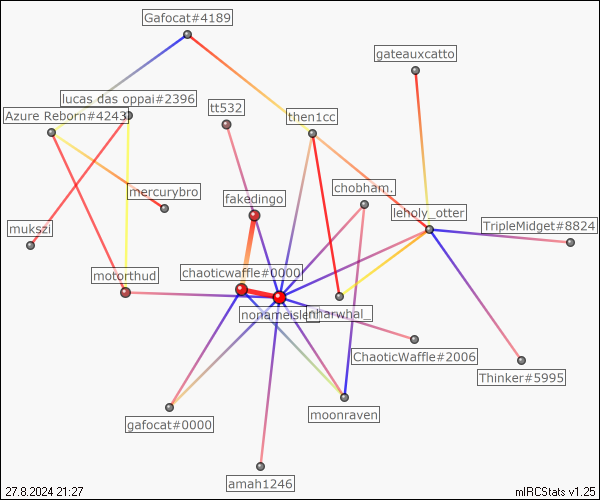 Gafocat#4189
gateauxcatto
lucas das oppai#2396
tt532
Azure Reborn#4243
then1cc
mercurybro
chobham.
fakedingo
leholy_otter
TripleMidget#8824
mukszi
motorthud
chaoticwaffle#0000
nharwhal_
ChaoticWaffle#2006
Thinker#5995
moonraven
gafocat#0000
amah1246
27.8.2024 21:27
mIRCStats v1.25